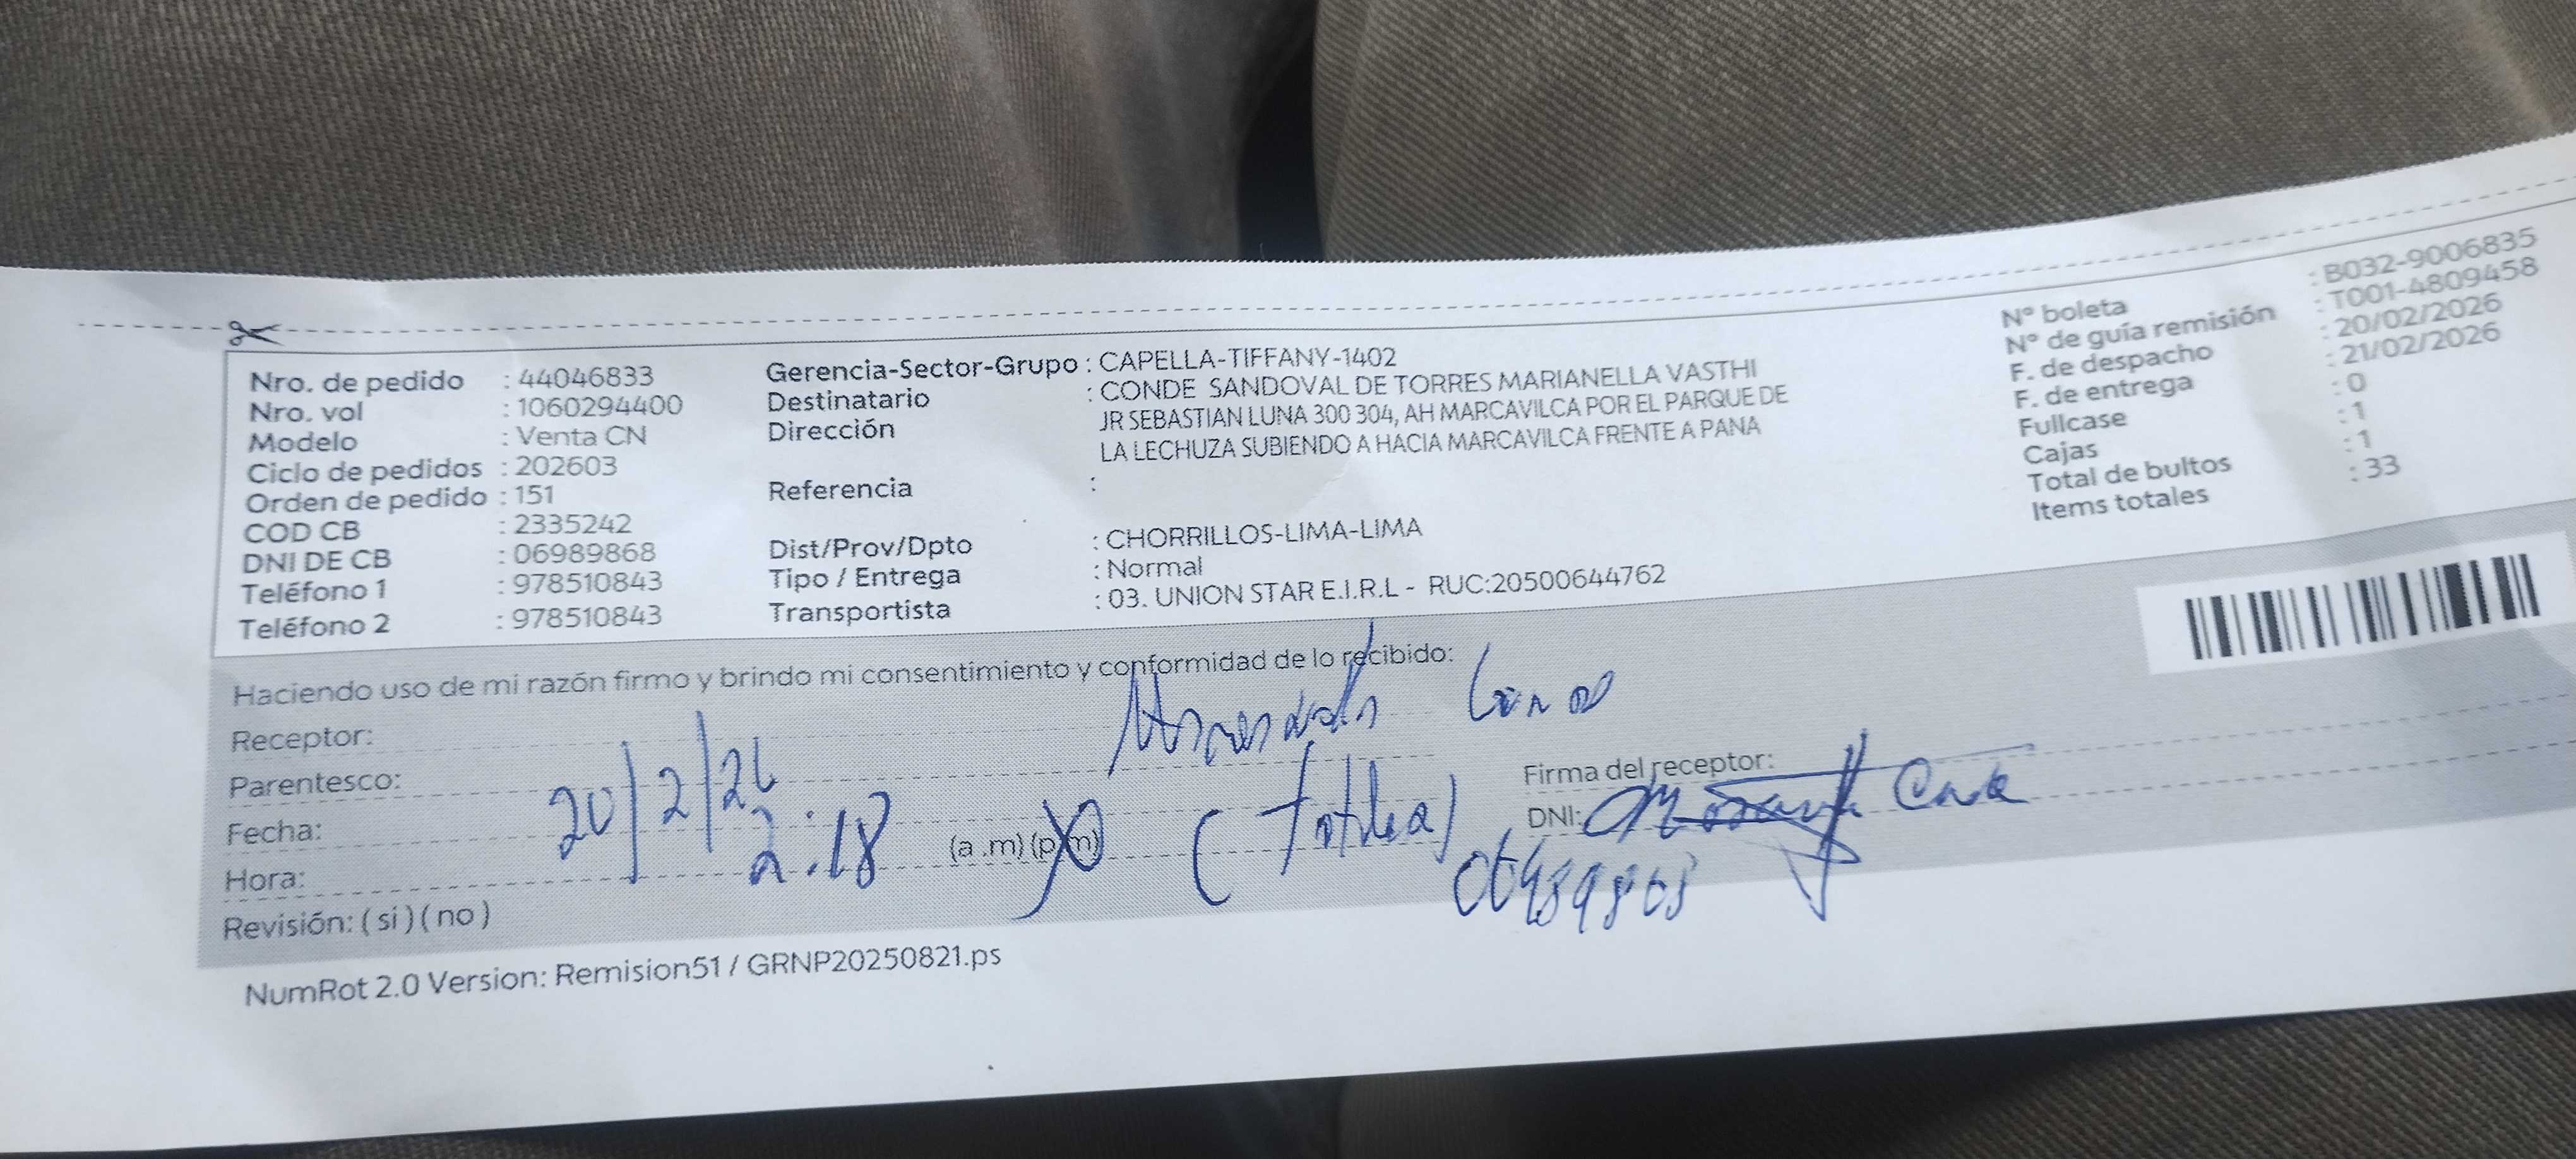 Nro. de pedido : 44046833
Nro. vol : 1060294400
Modelo : Venta CN
Ciclo de pedidos : 202603
Orden de pedido : 151
COD CB : 2335242
DNI DE CB : 06989868
Teléfono 1 : 978510843
Teléfono 2 : 978510843
Gerencia-Sector-Grupo : CAPELLA-TIFFANY-1402
Destinatario : CONDE SANDOVAL DE TORRES MARIANELLA VASTHI
Dirección JR SEBASTIAN LUNA 300 304, AH MARCAVILCA POR EL PARQUE DE
LA LECHUZA SUBIENDO A HACIA MARCAVILCA FRENTE A PANA
Referencia :
Dist/Prov/Dpto : CHORRILLOS-LIMA-LIMA
Tipo / Entrega : Normal
Transportista : 03. UNION STAR E.I.R.L - RUC:20500644762
N° boleta : B032-9006835
N° de guía remisión : T001-4809458
F. de despacho : 20/02/2026
F. de entrega : 21/02/2026
Fullcase : 0
Cajas : 1
Total de bultos : 1
Items totales : 33
Haciendo uso de mi razón firmo y brindo mi consentimiento y conformidad de lo recibido:
Receptor:
Parentesco:
Fecha: 20/2/26
Hora: 2:18 (a .m) (p.m)
Revisión: ( si ) ( no )
Firma del receptor:
DNI:
NumRot 2.0 Version: Remision51 / GRNP20250821.ps